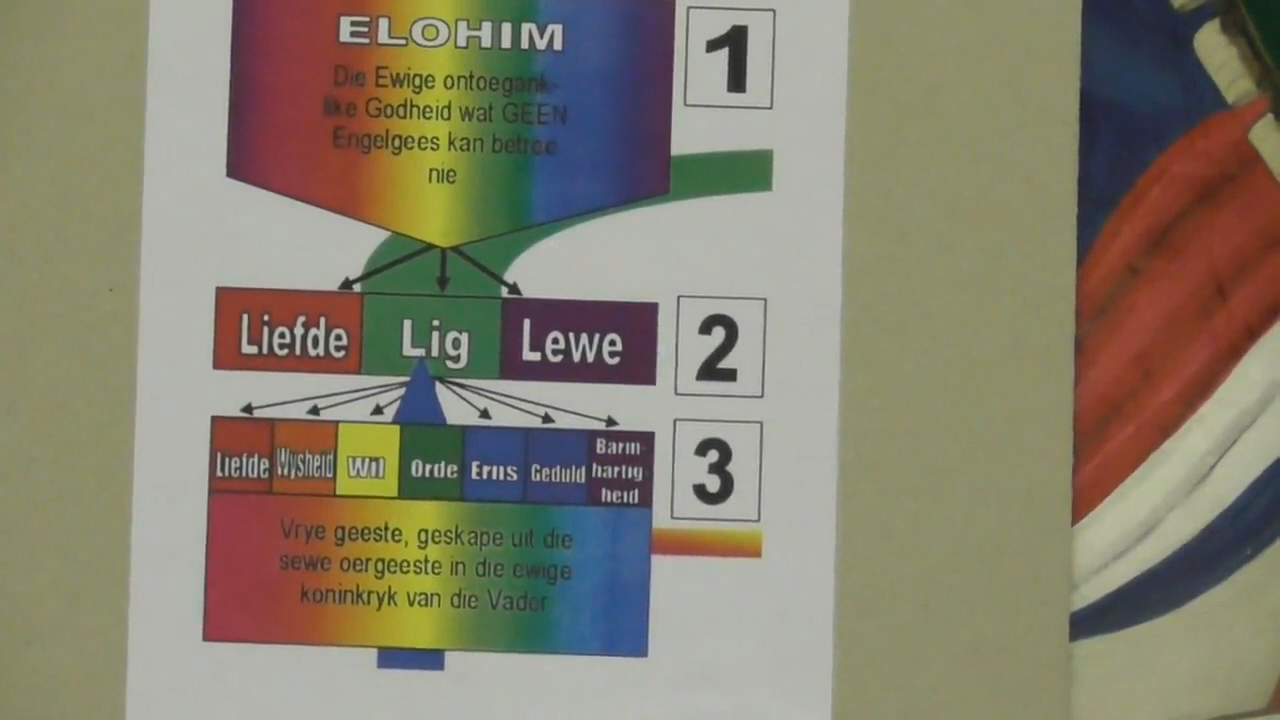 ELOHIM
1
Die Ewige ontoegank-
like Godheid wat GEEN
Engelgees kan betree
nie
Liefde Lig Lewe
2
Liefde Wysheid Wil Orde Erns Geduld Barm-
hartig-
heid
3
Vrye geeste, geskape uit die
sewe oergeeste in die ewige
koninkryk van die Vader